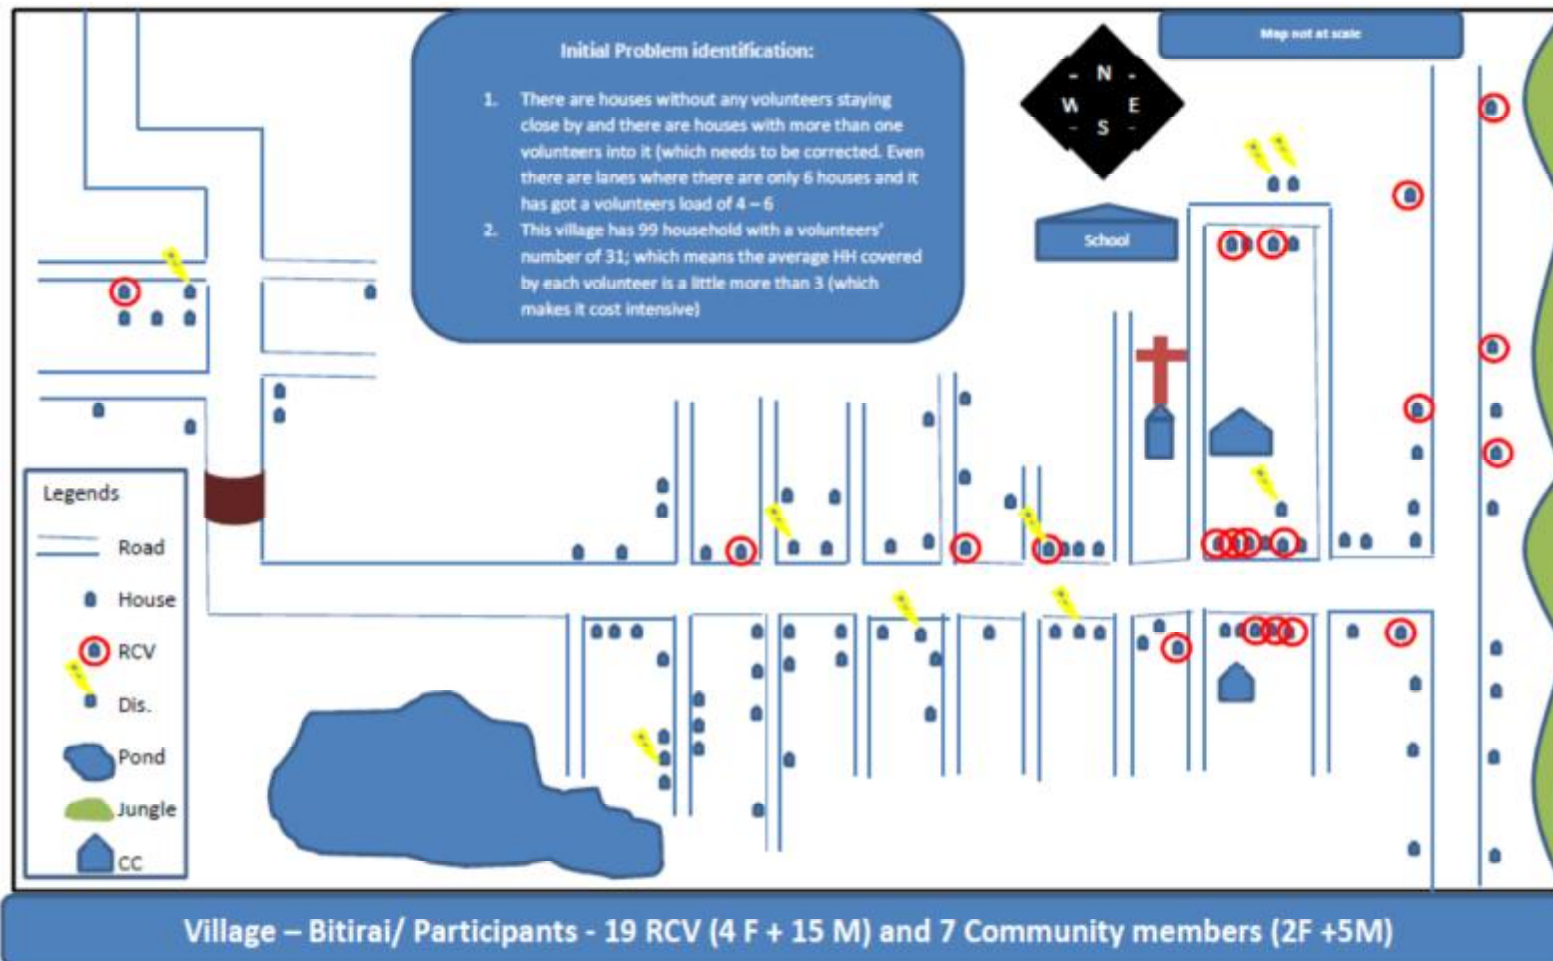 Initial Problem identification:
1. There are houses without any volunteers staying
close by and there are houses with more than one
volunteers into it (which needs to be corrected. Even
there are lanes where there are only 6 houses and it
has got a volunteers load of 4 – 6
2. This village has 99 household with a volunteers'
number of 31; which means the average HH covered
by each volunteer is a little more than 3 (which
makes it cost intensive)
- N -
W E
- S -
Map not at scale
School
Legends
Road
House
RCV
Dis.
Pond
Jungle
CC
Village – Bitirai/ Participants - 19 RCV (4 F + 15 M) and 7 Community members (2F +5M)